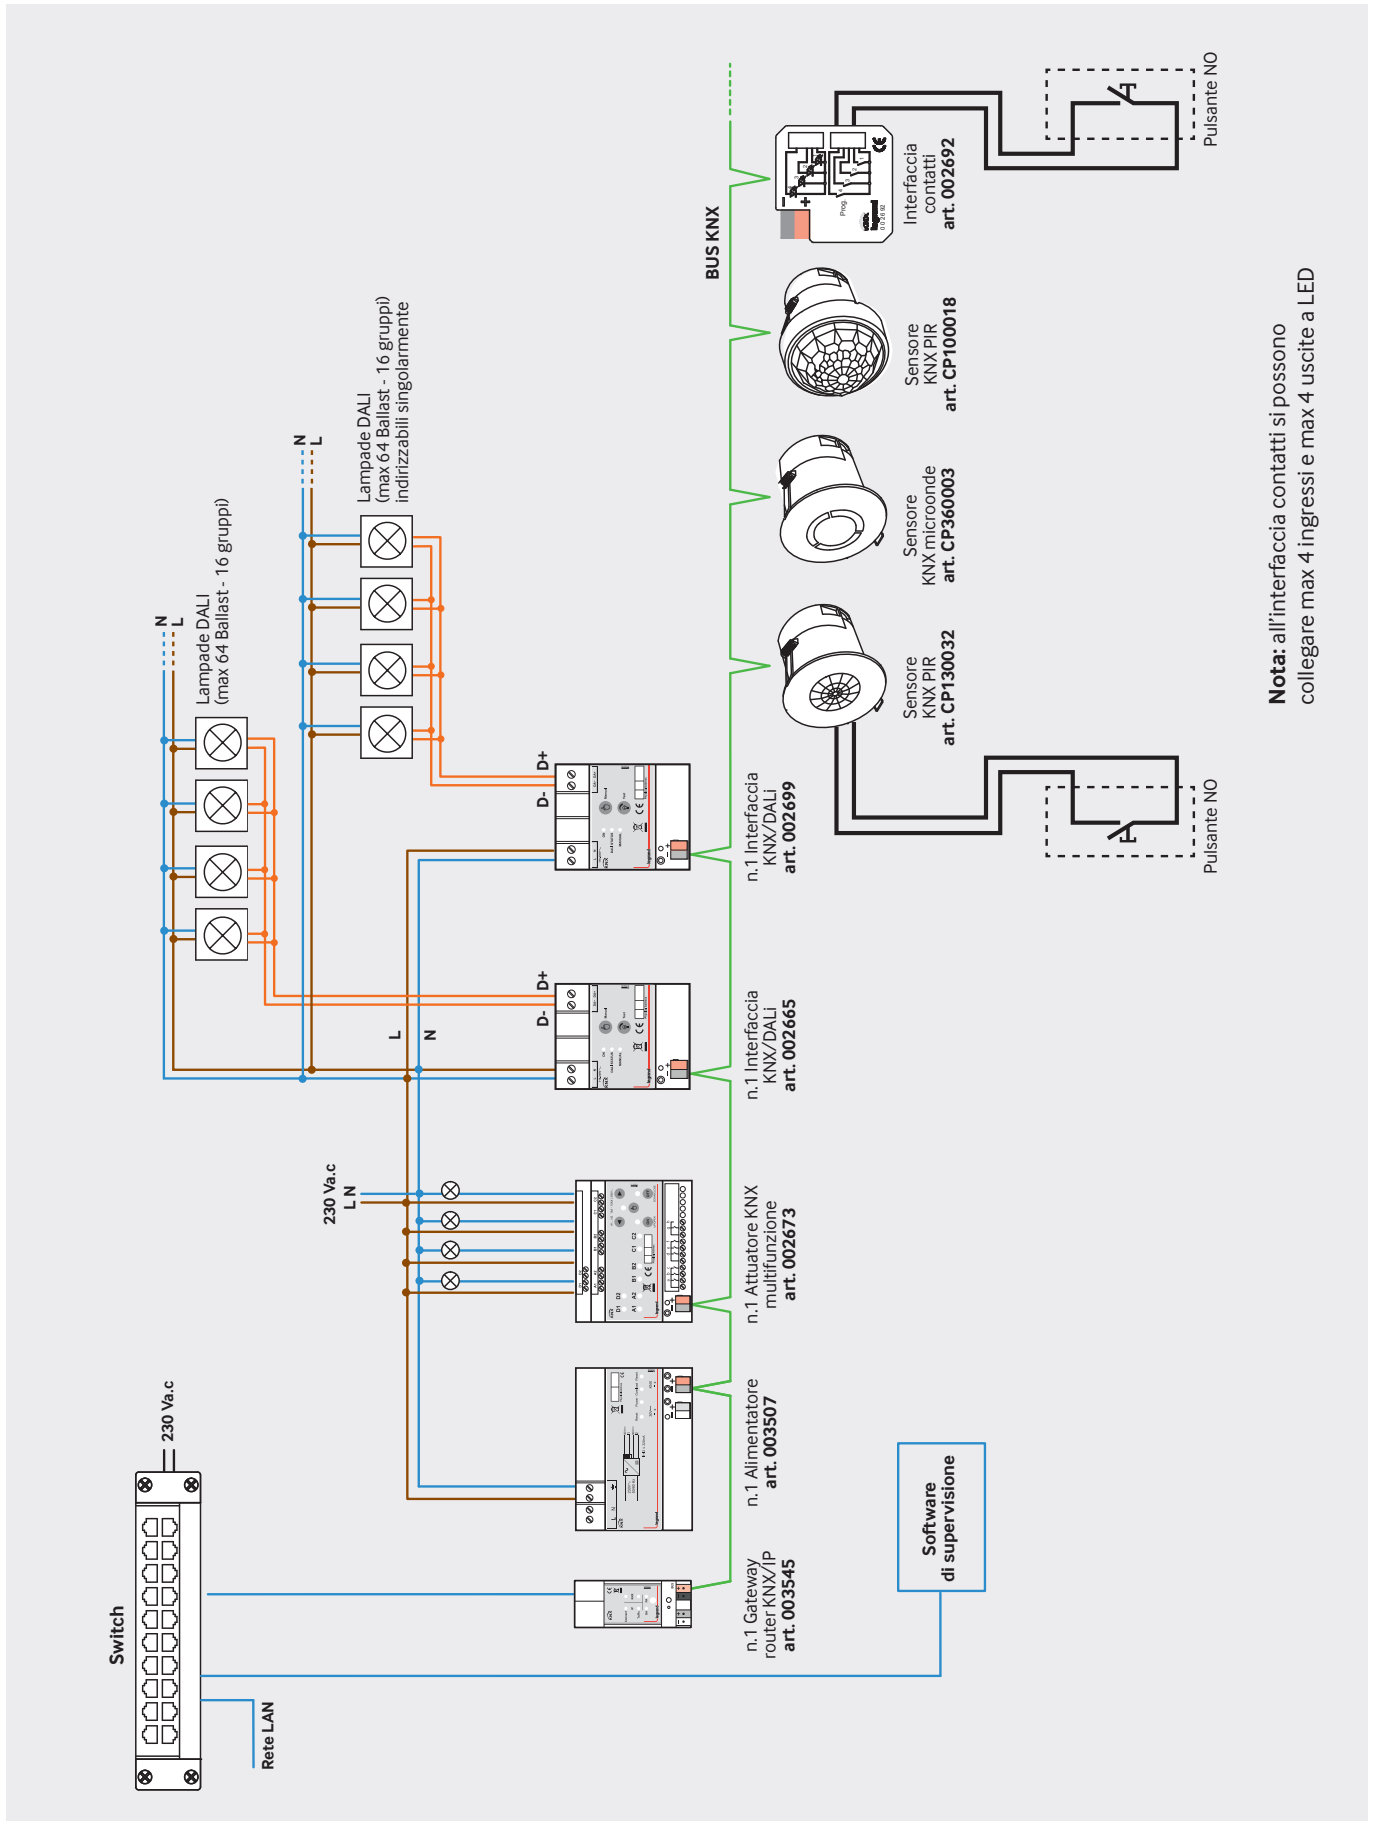 Switch
230 Va.c
Rete LAN
N
L
Lampade DALI
(max 64 Ballast - 16 gruppi)
N
L
Lampade DALI
(max 64 Ballast - 16 gruppi)
indirizzabili singolarmente
230 Va.c
L N
L
N
D-
D+
D-
D+
BUS KNX
n.1 Gateway
router KNX/IP
art. 003545
n.1 Alimentatore
art. 003507
n.1 Attuatore KNX
multifunzione
art. 002673
n.1 Interfaccia
KNX/DALi
art. 002665
n.1 Interfaccia
KNX/DALi
art. 002699
Sensore
KNX PIR
art. CP130032
Sensore
KNX microonde
art. CP360003
Sensore
KNX PIR
art. CP100018
Prog.
legrand
002692
CE
Interfaccia
contatti
art. 002692
Software
di supervisione
Pulsante NO
Pulsante NO
Nota: all'interfaccia contatti si possono
collegare max 4 ingressi e max 4 uscite a LED